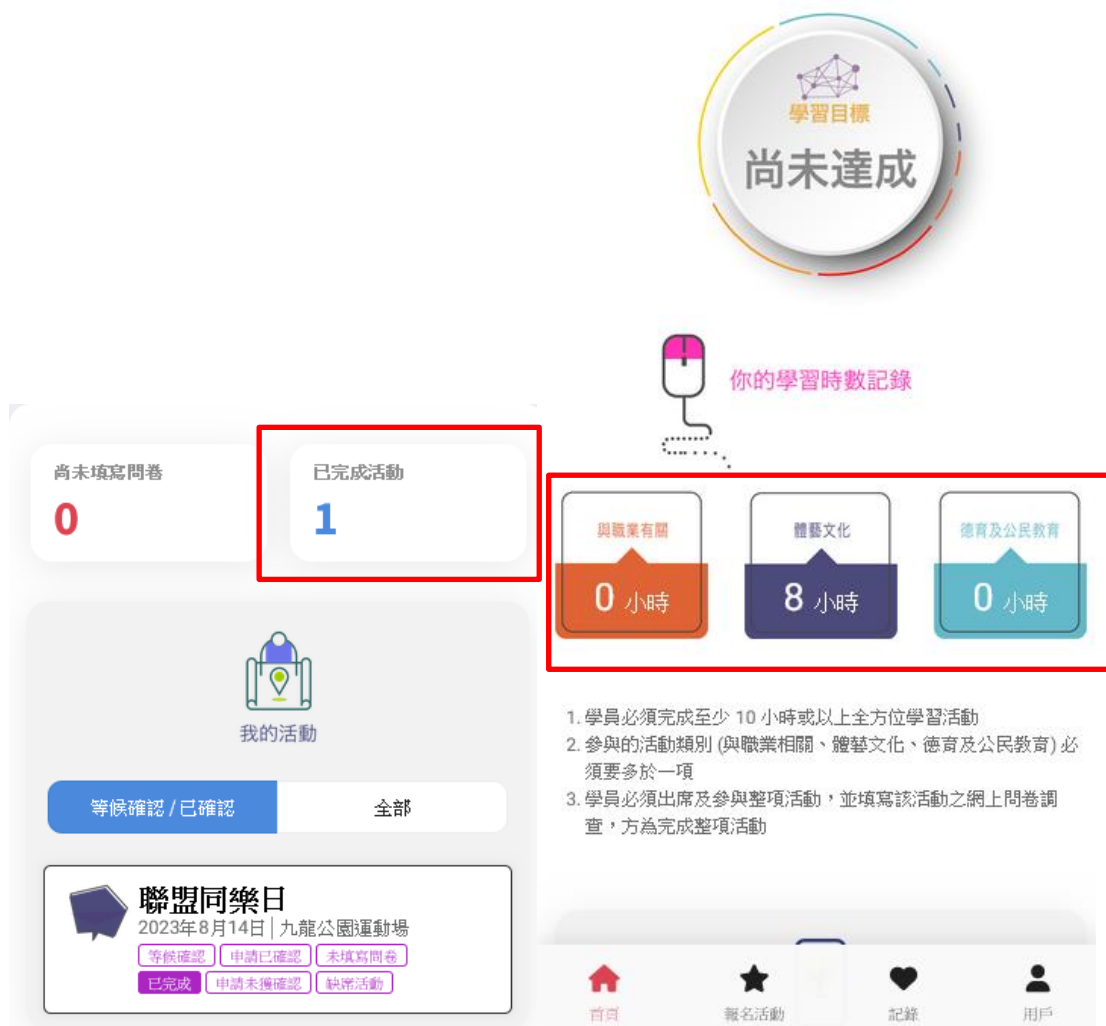 學習目標
尚未達成
你的學習時數記錄
尚未填寫問卷
0
已完成活動
1
與職業有關
0 小時
體藝文化
8 小時
德育及公民教育
0 小時
我的活動
等候確認 / 已確認
全部
聯盟同樂日
2023年8月14日 | 九龍公園運動場
等候確認 申請已確認 未填寫問卷
已完成 申請未獲確認 缺席活動
1. 學員必須完成至少 10 小時或以上全方位學習活動
2. 參與的活動類別 (與職業相關、體藝文化、德育及公民教育) 必
須要多於一項
3. 學員必須出席及參與整項活動，並填寫該活動之網上問卷調
查，方為完成整項活動
首頁
報名活動
記錄
用戶